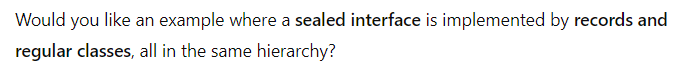 Would you like an example where a sealed interface is implemented by records and
regular classes, all in the same hierarchy?